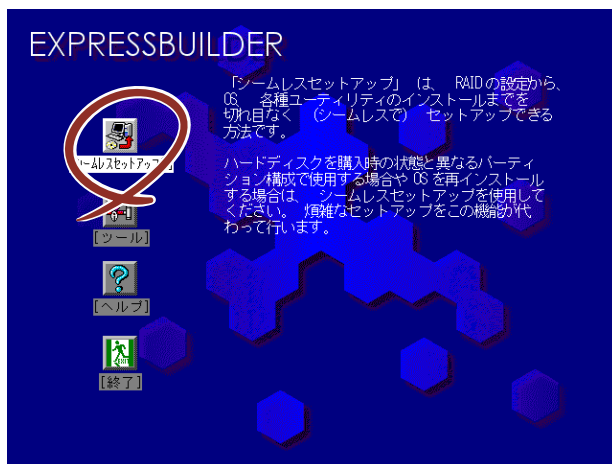 EXPRESSBUILDER
「シームレスセットアップ」 は、 RAIDの設定から、
OS、 各種ユーティリティのインストールまでを
切れ目なく （シームレスで） セットアップできる
方法です。
ハードディスクを購入時の状態と異なるパーティ
ション構成で使用する場合や OSを再インストール
する場合は、 シームレスセットアップを使用して
ください。 煩雑なセットアップをこの機能が代
わって行います。
ームレスセットアップ]
[ツール]
[ヘルプ]
EXIT
[終了]